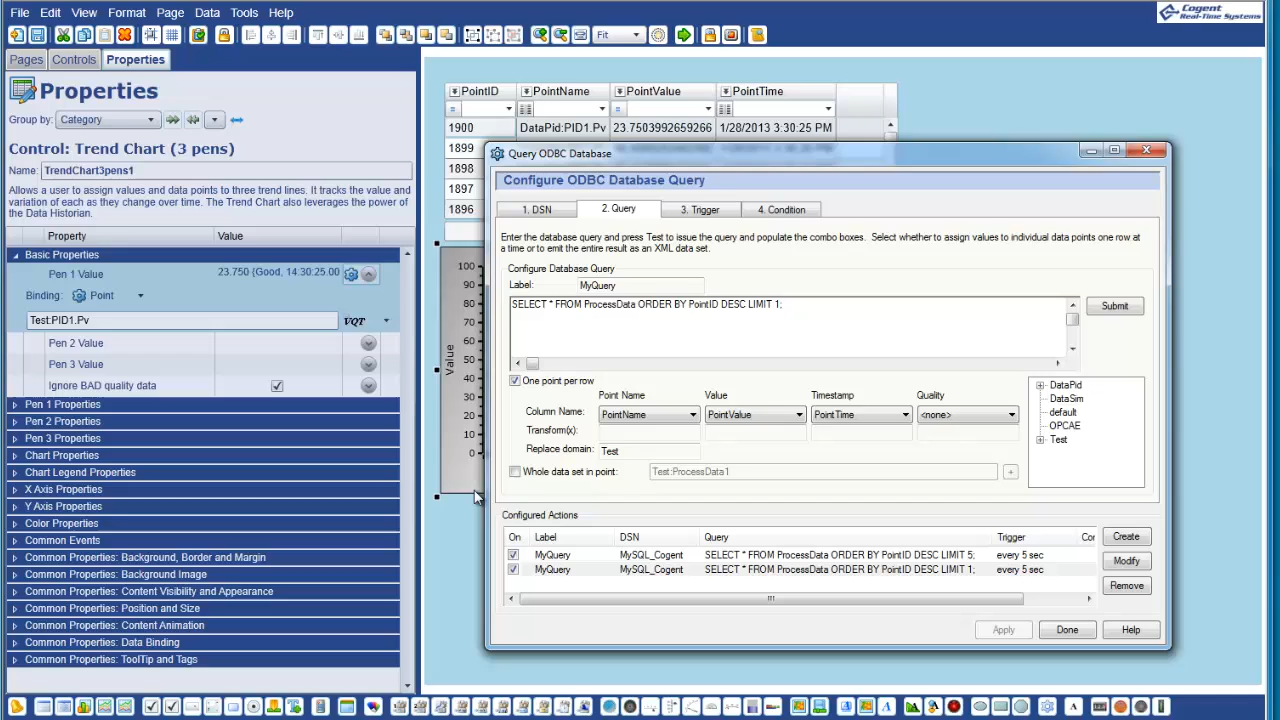 File Edit View Format Page Data Tools Help
Cogent
Real-Time Systems
Fit
Pages Controls Properties
Properties
Group by: Category
Control: Trend Chart (3 pens)
Name: TrendChart3pens1
Allows a user to assign values and data points to three trend lines. It tracks the value and
variation of each as they change over time. The Trend Chart also leverages the power of
the Data Historian.
Property Value
Basic Properties
Pen 1 Value 23.750 (Good, 14:30:25.00
Binding: Point
Test:PID1.Pv VQT
Pen 2 Value
Pen 3 Value
Ignore BAD quality data
Pen 1 Properties
Pen 2 Properties
Pen 3 Properties
Chart Properties
Chart Legend Properties
X Axis Properties
Y Axis Properties
Color Properties
Common Events
Common Properties: Background, Border and Margin
Common Properties: Background Image
Common Properties: Content Visibility and Appearance
Common Properties: Position and Size
Common Properties: Content Animation
Common Properties: Data Binding
Common Properties: ToolTip and Tags
PointID PointName PointValue PointTime
= =
1900 DataPid:PID1.Pv 23.7503992659266 1/28/2013 3:30:25 PM
1899
1898
1897
1896
100
90
80
70
60
50
40
30
20
10
0
Value
Query ODBC Database
Configure ODBC Database Query
1. DSN 2. Query 3. Trigger 4. Condition
Enter the database query and press Test to issue the query and populate the combo boxes. Select whether to assign values to individual data points one row at a
time or to emit the entire result as an XML data set.
Configure Database Query
Label: MyQuery
SELECT * FROM ProcessData ORDER BY PointID DESC LIMIT 1;
Submit
One point per row
Point Name Value Timestamp Quality
Column Name: PointName PointValue PointTime <none>
Transform(x):
Replace domain: Test
Whole data set in point: Test:ProcessData1 +
DataPid
DataSim
default
OPCAE
Test
Configured Actions
On Label DSN Query Trigger Cor
MyQuery MySQL_Cogent SELECT * FROM ProcessData ORDER BY PointID DESC LIMIT 5; every 5 sec
MyQuery MySQL_Cogent SELECT * FROM ProcessData ORDER BY PointID DESC LIMIT 1; every 5 sec
Create
Modify
Remove
Apply Done Help